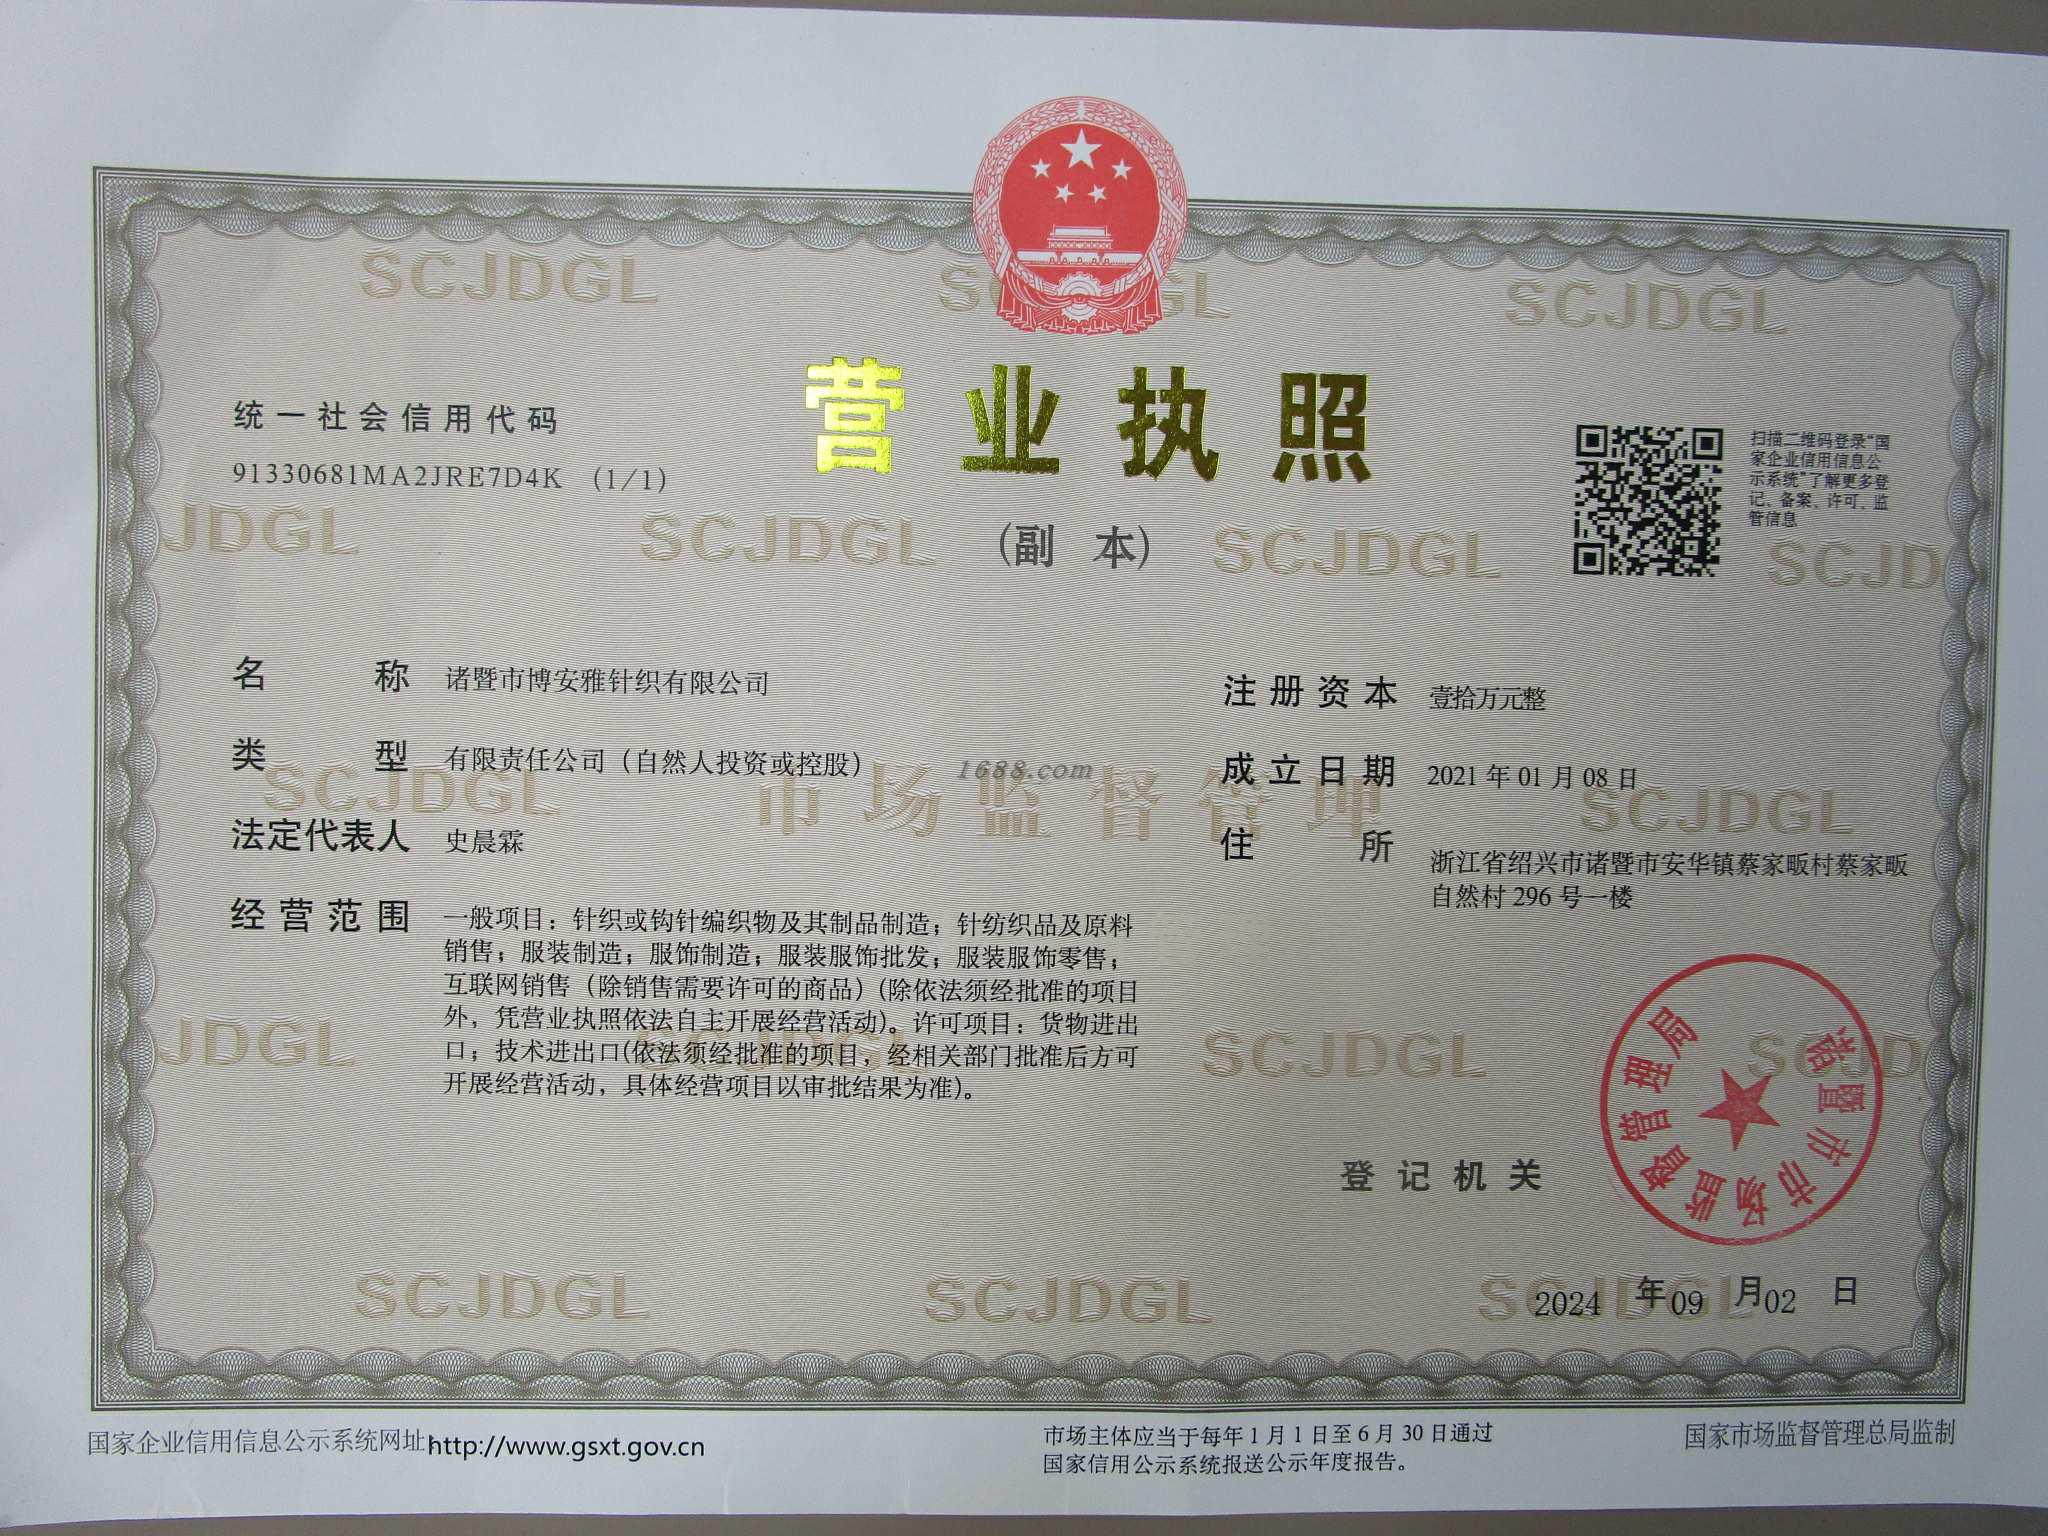 营业执照
(副 本)
统一社会信用代码
91330681MA2JRE7D4K (1/1)
扫描二维码登录“国
家企业信用信息公
示系统”了解更多登
记、备案、许可、监
管信息
名 称 诸暨市博安雅针织有限公司
类 型 有限责任公司（自然人投资或控股）
法定代表人 史晨霖
经营范围 一般项目：针织或钩针编织物及其制品制造；针纺织品及原料
销售；服装制造；服饰制造；服装服饰批发；服装服饰零售；
互联网销售（除销售需要许可的商品）(除依法须经批准的项目
外，凭营业执照依法自主开展经营活动)。许可项目：货物进出
口；技术进出口(依法须经批准的项目，经相关部门批准后方可
开展经营活动，具体经营项目以审批结果为准)。
注册资本 壹拾万元整
成立日期 2021 年 01 月 08 日
住 所 浙江省绍兴市诸暨市安华镇蔡家畈村蔡家畈
自然村 296 号一楼
登记机关
诸暨市市场监督管理局
2024 年 09 月 02 日
国家企业信用信息公示系统网址http://www.gsxt.gov.cn
市场主体应当于每年 1 月 1 日至 6 月 30 日通过
国家信用公示系统报送公示年度报告。
国家市场监督管理总局监制
SCJDGL
市场监督管理
1688.com